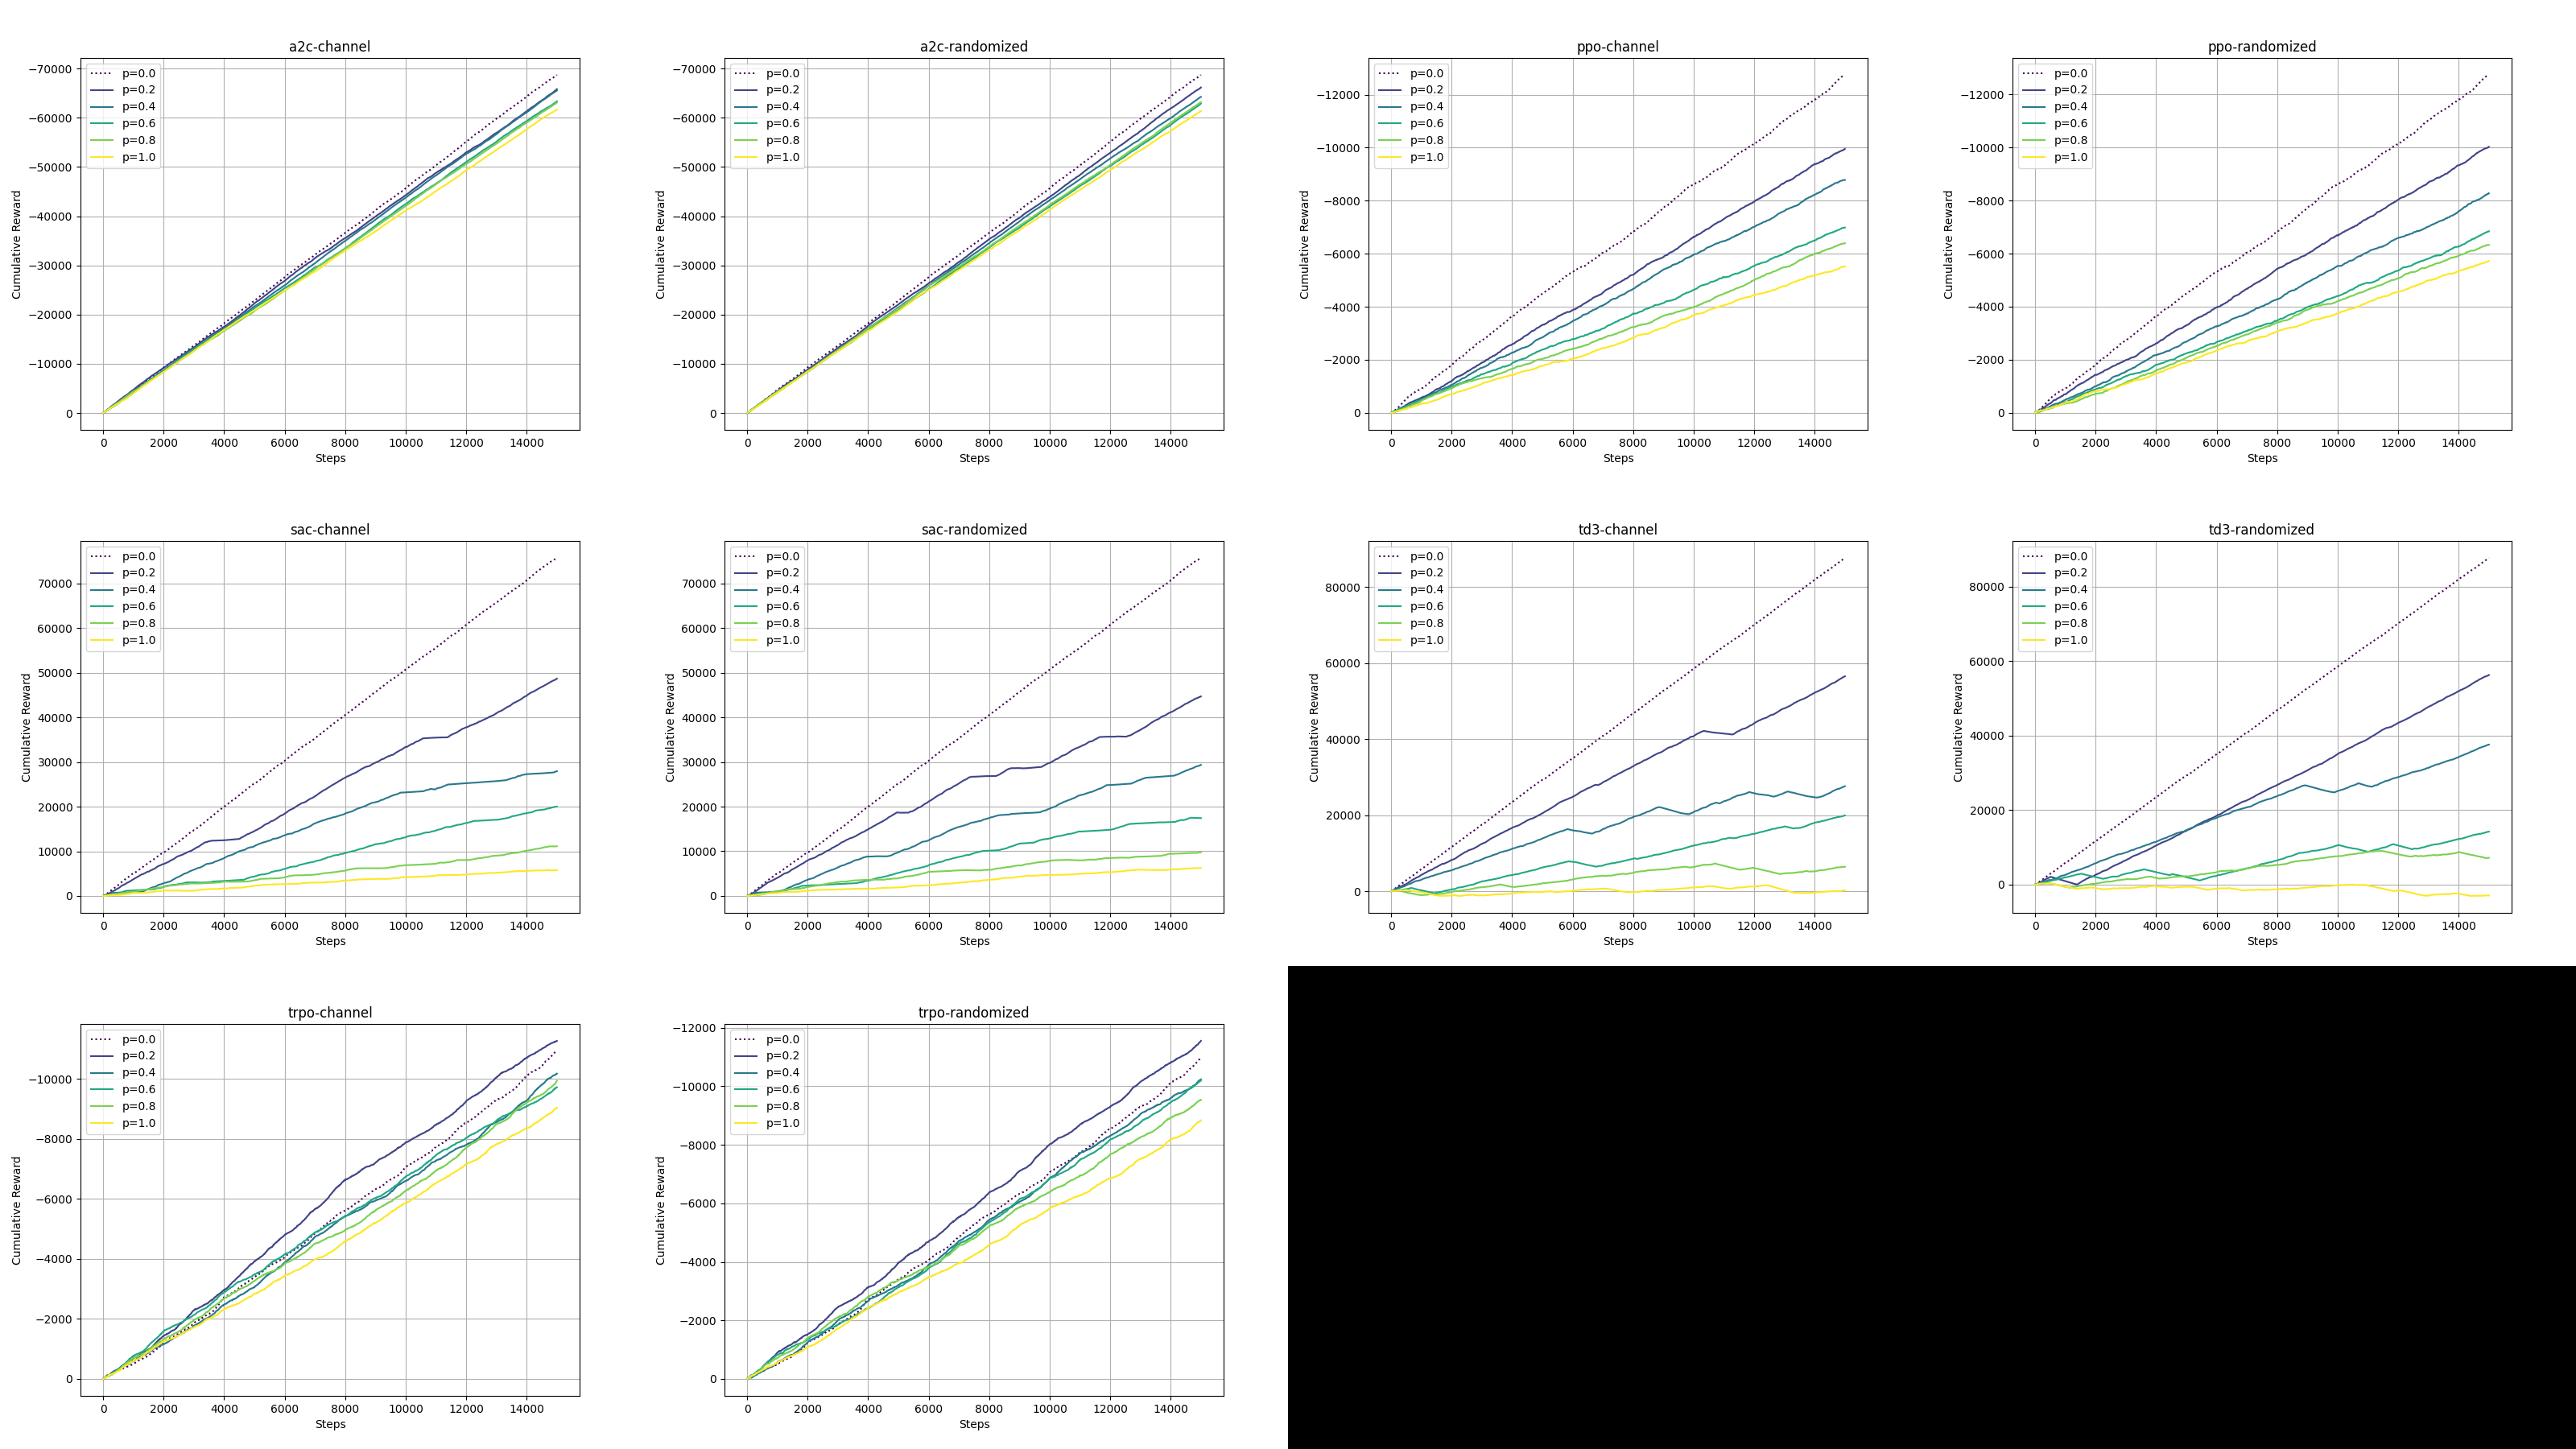 a2c-channel
Cumulative Reward
−70000
−60000
−50000
−40000
−30000
−20000
−10000
0
p=0.0
p=0.2
p=0.4
p=0.6
p=0.8
p=1.0
0 2000 4000 6000 8000 10000 12000 14000
Steps
a2c-randomized
Cumulative Reward
−70000
−60000
−50000
−40000
−30000
−20000
−10000
0
p=0.0
p=0.2
p=0.4
p=0.6
p=0.8
p=1.0
0 2000 4000 6000 8000 10000 12000 14000
Steps
ppo-channel
Cumulative Reward
−12000
−10000
−8000
−6000
−4000
−2000
0
p=0.0
p=0.2
p=0.4
p=0.6
p=0.8
p=1.0
0 2000 4000 6000 8000 10000 12000 14000
Steps
ppo-randomized
Cumulative Reward
−12000
−10000
−8000
−6000
−4000
−2000
0
p=0.0
p=0.2
p=0.4
p=0.6
p=0.8
p=1.0
0 2000 4000 6000 8000 10000 12000 14000
Steps
sac-channel
Cumulative Reward
70000
60000
50000
40000
30000
20000
10000
0
p=0.0
p=0.2
p=0.4
p=0.6
p=0.8
p=1.0
0 2000 4000 6000 8000 10000 12000 14000
Steps
sac-randomized
Cumulative Reward
70000
60000
50000
40000
30000
20000
10000
0
p=0.0
p=0.2
p=0.4
p=0.6
p=0.8
p=1.0
0 2000 4000 6000 8000 10000 12000 14000
Steps
td3-channel
Cumulative Reward
80000
60000
40000
20000
0
p=0.0
p=0.2
p=0.4
p=0.6
p=0.8
p=1.0
0 2000 4000 6000 8000 10000 12000 14000
Steps
td3-randomized
Cumulative Reward
80000
60000
40000
20000
0
p=0.0
p=0.2
p=0.4
p=0.6
p=0.8
p=1.0
0 2000 4000 6000 8000 10000 12000 14000
Steps
trpo-channel
Cumulative Reward
−10000
−8000
−6000
−4000
−2000
0
p=0.0
p=0.2
p=0.4
p=0.6
p=0.8
p=1.0
0 2000 4000 6000 8000 10000 12000 14000
Steps
trpo-randomized
Cumulative Reward
−12000
−10000
−8000
−6000
−4000
−2000
0
p=0.0
p=0.2
p=0.4
p=0.6
p=0.8
p=1.0
0 2000 4000 6000 8000 10000 12000 14000
Steps